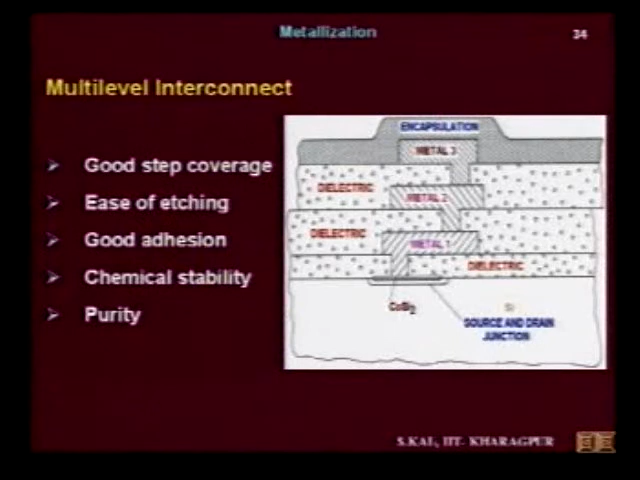 Metallization
34
Multilevel Interconnect
Good step coverage
Ease of etching
Good adhesion
Chemical stability
Purity
ENCAPSULATION
METAL 3
DIELECTRIC
METAL 2
DIELECTRIC
METAL 1
DIELECTRIC
CoSi2
Si
SOURCE AND DRAIN
JUNCTION
S.KAL, IIT- KHARAGPUR